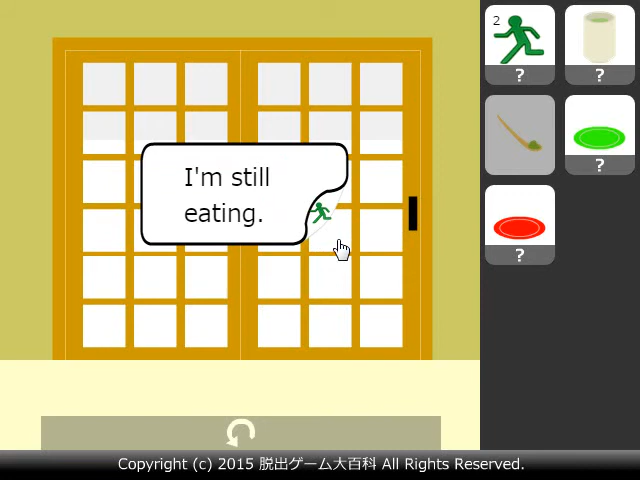 I'm still
eating.
2
?
?
?
?
Copyright (c) 2015 脱出ゲーム大百科 All Rights Reserved.